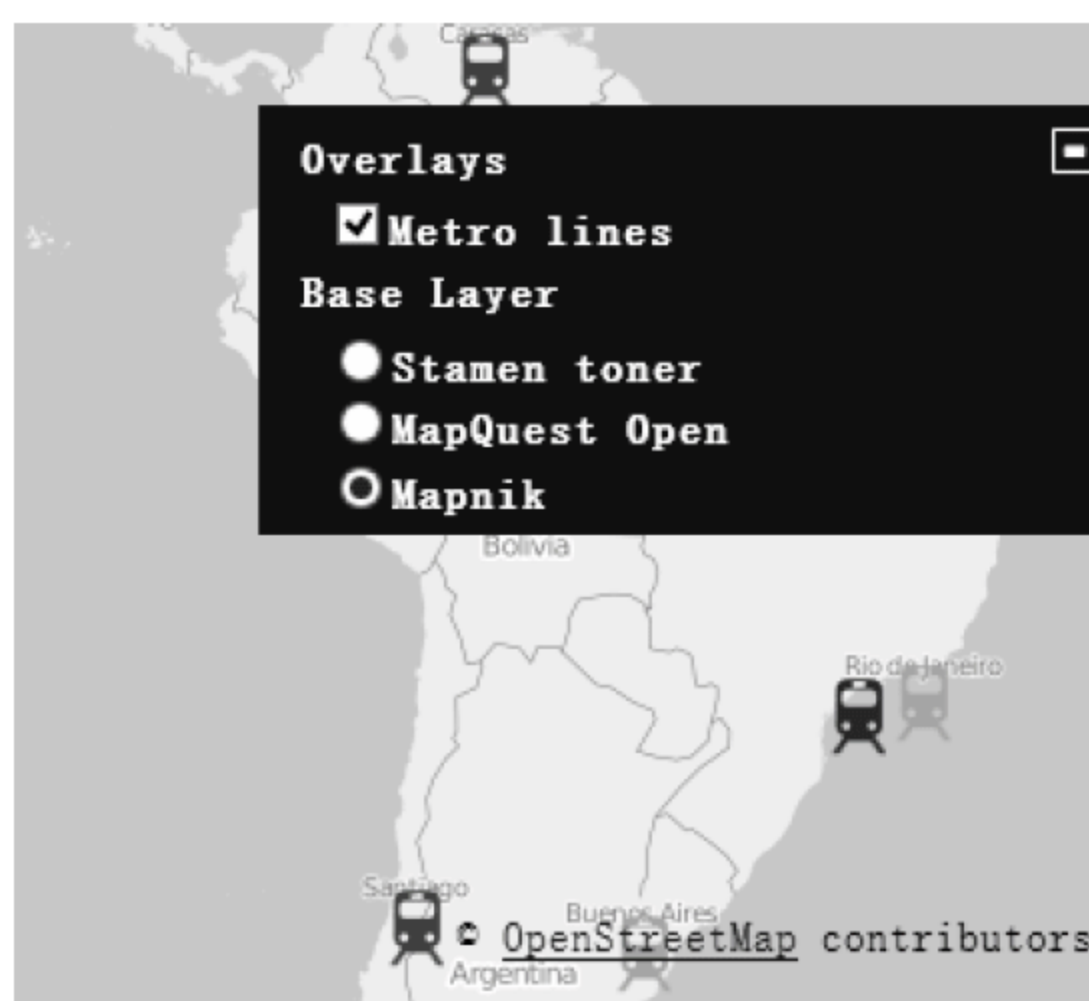 Caracas
Overlays
Metro lines
Base Layer
Stamen toner
MapQuest Open
Mapnik
Bolivia
Rio de Janeiro
Santiago
Buenos Aires
© OpenStreetMap contributors
Argentina